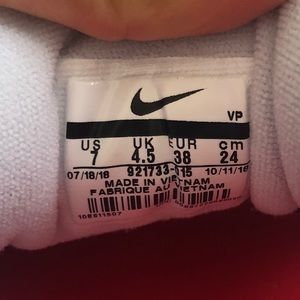 VP
US UK EUR cm
7 4.5 38 24
07/18/18 921733-015 10/11/18
MADE IN VIETNAM
FABRIQUE AU VIETNAM